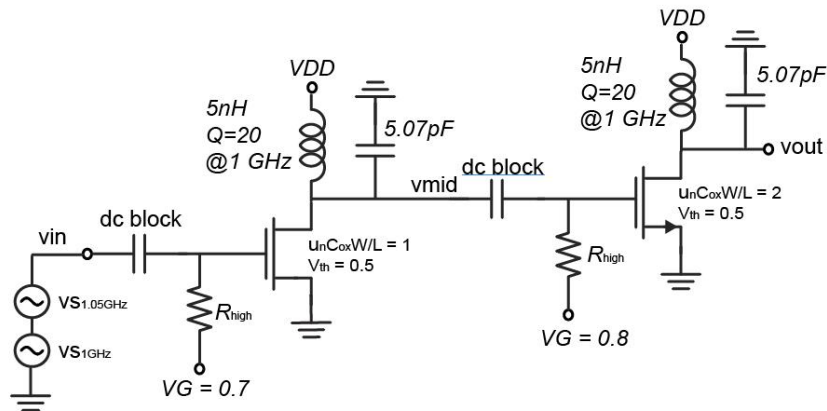 VDD
5nH
Q=20
@1 GHz
5.07pF
vout
VDD
5nH
Q=20
@1 GHz
5.07pF
dc block
vmid
unCoxW/L = 2
Vth = 0.5
dc block
vin
unCoxW/L = 1
Vth = 0.5
Rhigh
VG = 0.8
Rhigh
VS1.05GHz
VS1GHz
VG = 0.7